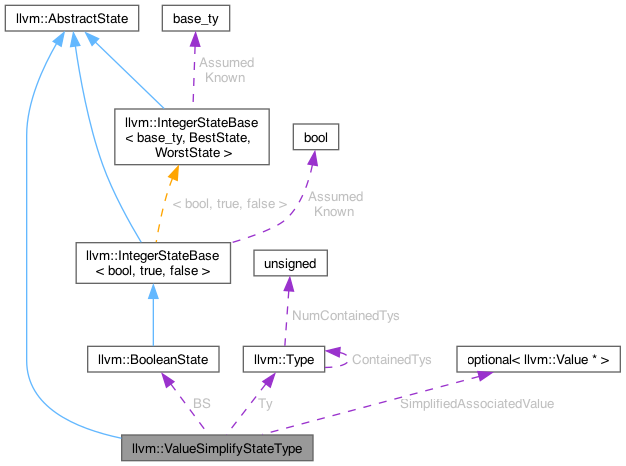 llvm::AbstractState
base_ty
Assumed
Known
llvm::IntegerStateBase
< base_ty, BestState,
WorstState >
bool
< bool, true, false >
Assumed
Known
llvm::IntegerStateBase
< bool, true, false >
unsigned
NumContainedTys
llvm::BooleanState
llvm::Type
ContainedTys
optional< llvm::Value * >
BS
Ty
SimplifiedAssociatedValue
llvm::ValueSimplifyStateType